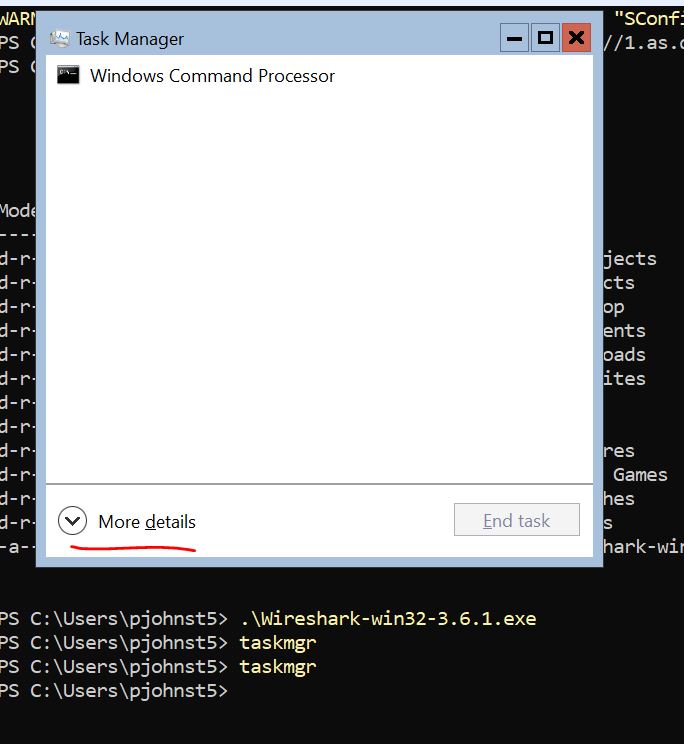 WARN
"SConfi
PS C
//1.as.c
PS C
Task Manager
Windows Command Processor
Mode
----
d-r-
jects
d-r-
cts
d-r-
op
d-r-
ents
d-r-
oads
d-r-
ites
d-r-
d-r-
res
d-r-
Games
d-r-
hes
d-r-
s
-a--
hark-win
More details
End task
PS C:\Users\pjohnst5> .\Wireshark-win32-3.6.1.exe
PS C:\Users\pjohnst5> taskmgr
PS C:\Users\pjohnst5> taskmgr
PS C:\Users\pjohnst5>